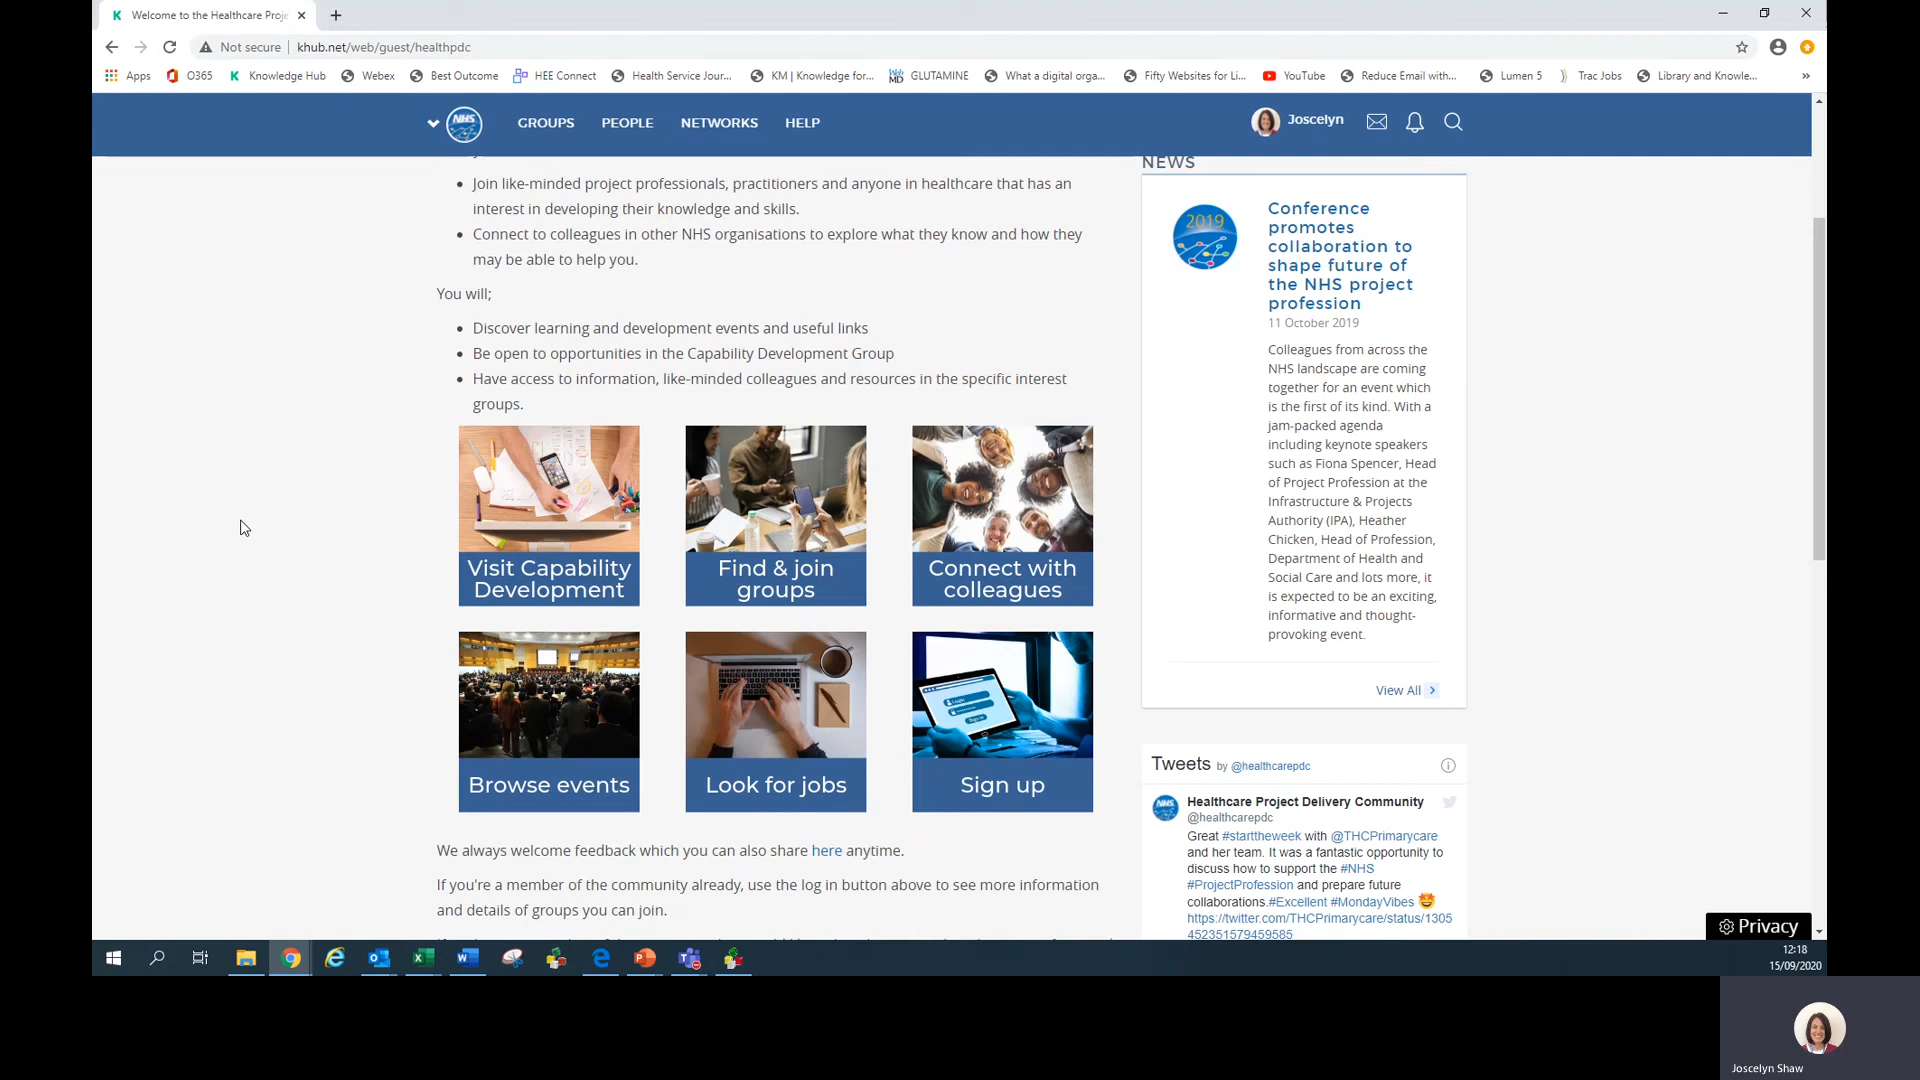 Welcome to the Healthcare Proje
Not secure khub.net/web/guest/healthpdc
Apps O365 Knowledge Hub Webex Best Outcome HEE Connect Health Service Jour... KM | Knowledge for... GLUTAMINE What a digital orga... Fifty Websites for Li... YouTube Reduce Email with... Lumen 5 Trac Jobs Library and Knowle...
NHS GROUPS PEOPLE NETWORKS HELP Joscelyn
Join like-minded project professionals, practitioners and anyone in healthcare that has an
interest in developing their knowledge and skills.
Connect to colleagues in other NHS organisations to explore what they know and how they
may be able to help you.
You will;
Discover learning and development events and useful links
Be open to opportunities in the Capability Development Group
Have access to information, like-minded colleagues and resources in the specific interest
groups.
Visit Capability
Development
Find & join
groups
Connect with
colleagues
Browse events
Look for jobs
Sign up
We always welcome feedback which you can also share here anytime.
If you're a member of the community already, use the log in button above to see more information
and details of groups you can join.
NEWS
2019
Conference
promotes
collaboration to
shape future of
the NHS project
profession
11 October 2019
Colleagues from across the
NHS landscape are coming
together for an event which
is the first of its kind. With a
jam-packed agenda
including keynote speakers
such as Fiona Spencer, Head
of Project Profession at the
Infrastructure & Projects
Authority (IPA), Heather
Chicken, Head of Profession,
Department of Health and
Social Care and lots more, it
is expected to be an exciting,
informative and thought-
provoking event.
View All
Tweets by @healthcarepdc
NHS
Healthcare Project Delivery Community
@healthcarepdc
Great #starttheweek with @THCPrimarycare
and her team. It was a fantastic opportunity to
discuss how to support the #NHS
#ProjectProfession and prepare future
collaborations.#Excellent #MondayVibes
https://twitter.com/THCPrimarycare/status/1305
452351579459585
Privacy
12:18
15/09/2020
Joscelyn Shaw